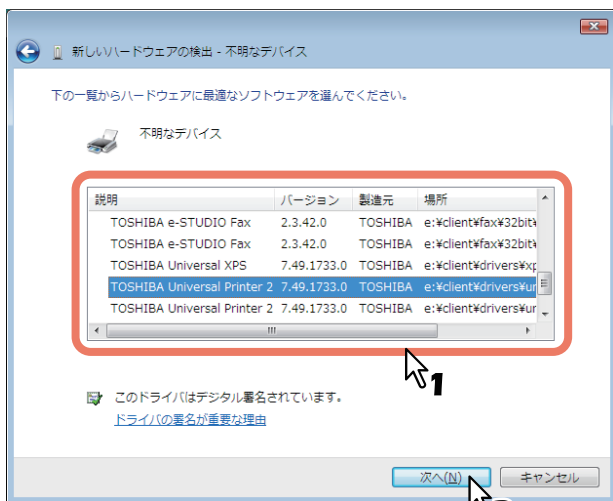 新しいハードウェアの検出 - 不明なデバイス
下の一覧からハードウェアに最適なソフトウェアを選んでください。
不明なデバイス
説明 バージョン 製造元 場所
TOSHIBA e-STUDIO Fax 2.3.42.0 TOSHIBA e:¥client¥fax¥32bit¥
TOSHIBA e-STUDIO Fax 2.3.42.0 TOSHIBA e:¥client¥fax¥32bit¥
TOSHIBA Universal XPS 7.49.1733.0 TOSHIBA e:¥client¥drivers¥xp
TOSHIBA Universal Printer 2 7.49.1733.0 TOSHIBA e:¥client¥drivers¥ur
TOSHIBA Universal Printer 2 7.49.1733.0 TOSHIBA e:¥client¥drivers¥ur
1
このドライバはデジタル署名されています。
ドライバの署名が重要な理由
次へ(N) キャンセル